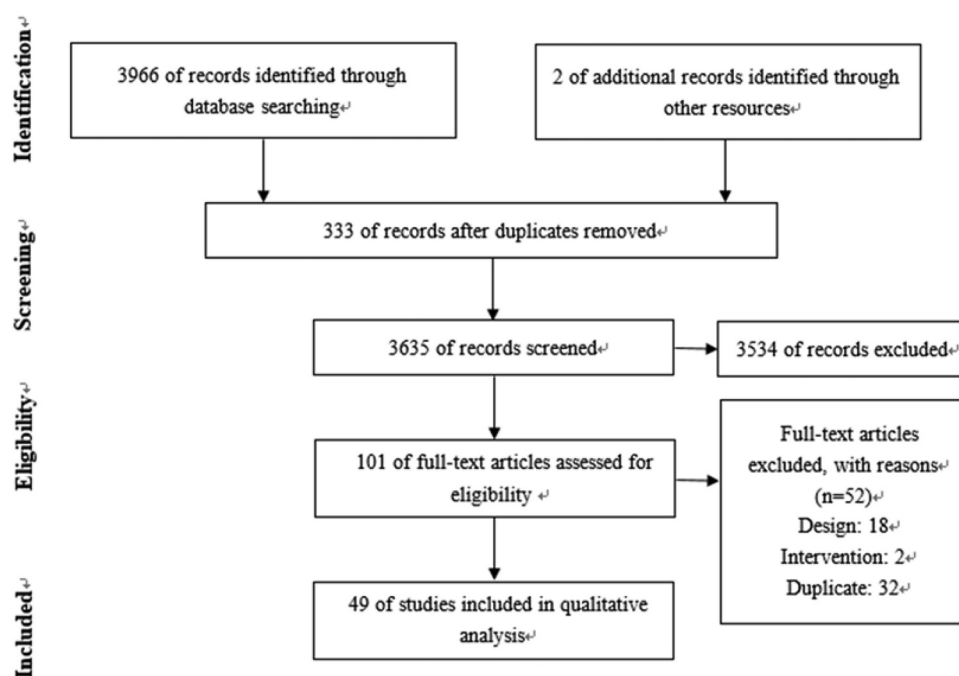 Identification↵
3966 of records identified through
database searching↵
2 of additional records identified through
other resources↵
Screening↵
333 of records after duplicates removed↵
3635 of records screened↵
3534 of records excluded↵
Eligibility↵
101 of full-text articles assessed for
eligibility ↵
Full-text articles
excluded, with reasons↵
(n=52)↵
Design: 18↵
Intervention: 2↵
Duplicate: 32↵
Included↵
49 of studies included in qualitative
analysis↵